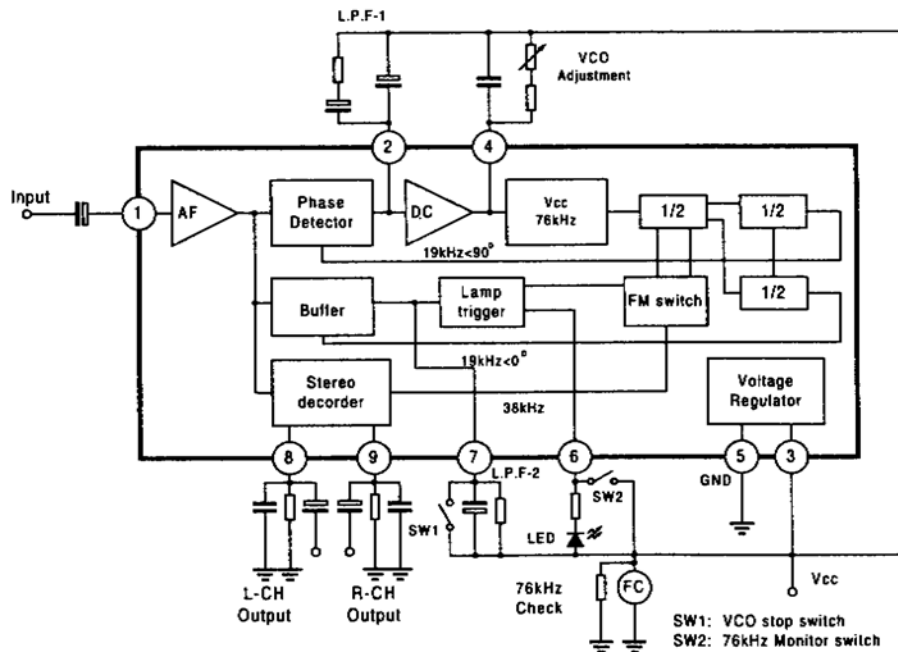 L.P.F-1
VCO
Adjustment
2
4
Input
1
AF
Phase
Detector
DC
Vcc
76kHz
1/2
1/2
19kHz<90°
1/2
Buffer
Lamp
trigger
FM switch
19kHz<0°
Stereo
decorder
38kHz
Voltage
Regulator
8
9
7
6
5
3
L.P.F-2
GND
SW2
SW1
LED
L-CH
Output
R-CH
Output
76kHz
Check
FC
Vcc
SW1: VCO stop switch
SW2: 76kHz Monitor switch